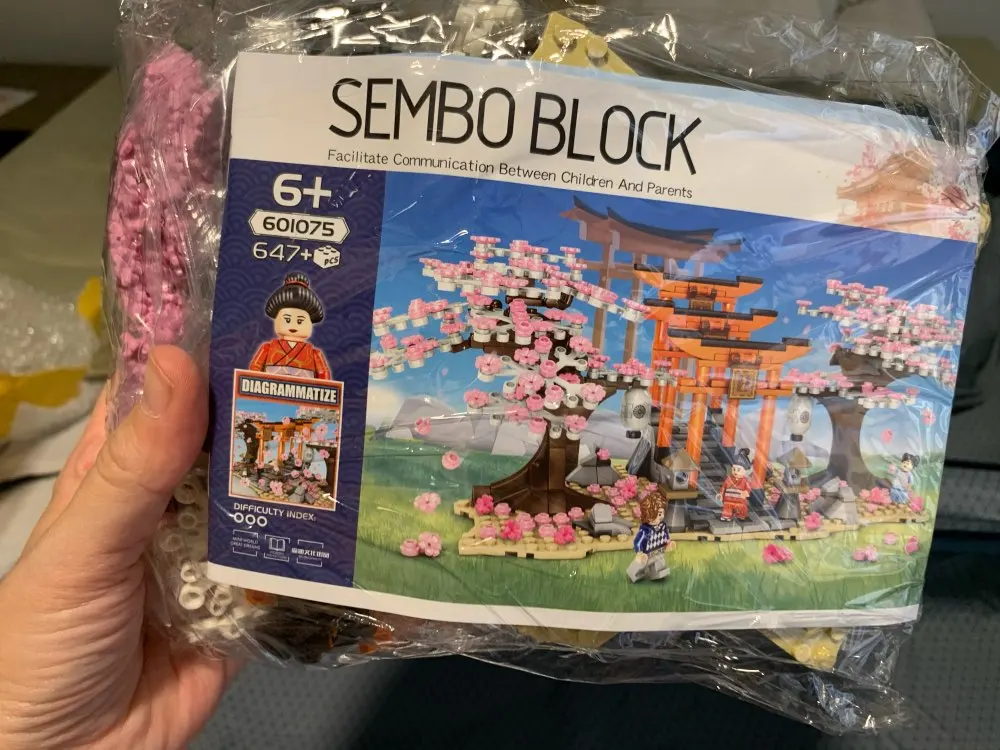 SEMBO BLOCK
Facilitate Communication Between Children And Parents
6+
601075
647+ PCS
DIAGRAMMATIZE
DIFFICULTY INDEX: